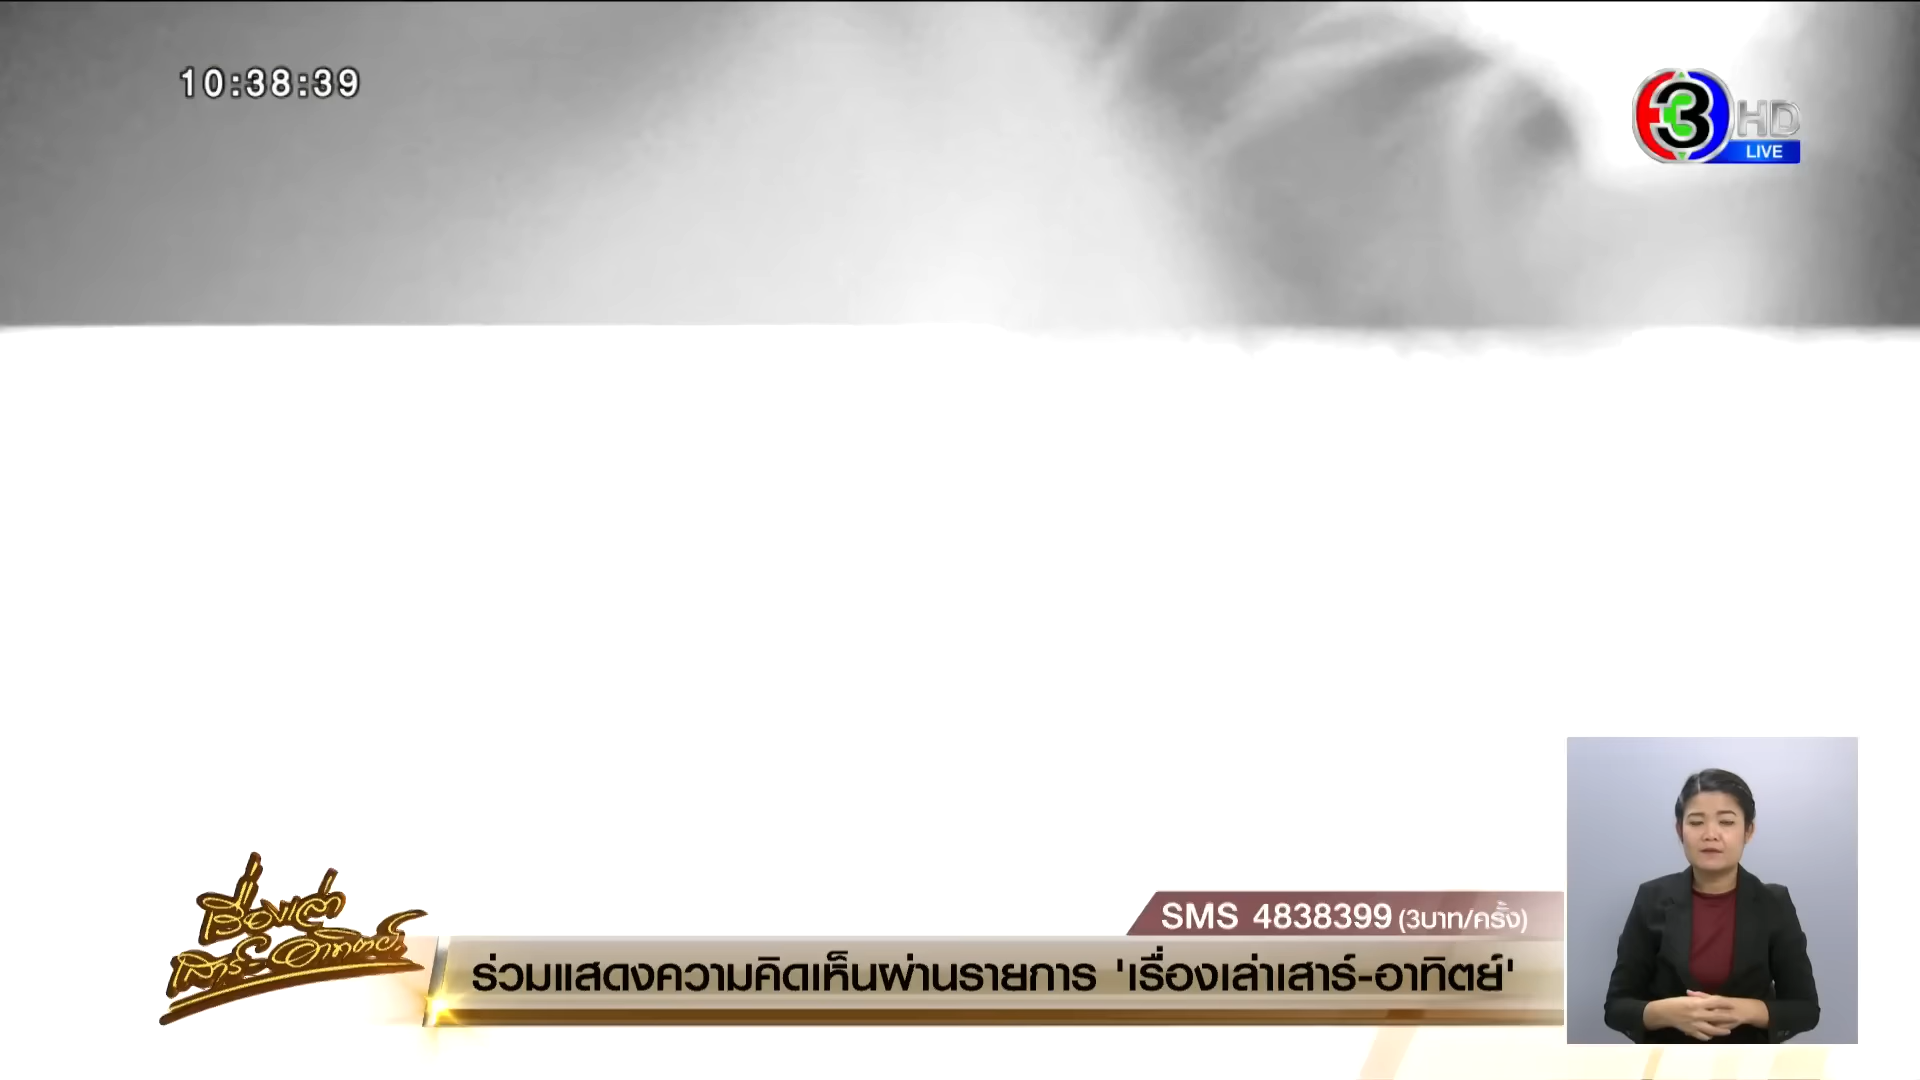 10:38:39
3 HD
LIVE
เรื่องเล่า
เสาร์-อาทิตย์
SMS 4838399 (3บาท/ครั้ง)
ร่วมแสดงความคิดเห็นผ่านรายการ 'เรื่องเล่าเสาร์-อาทิตย์'